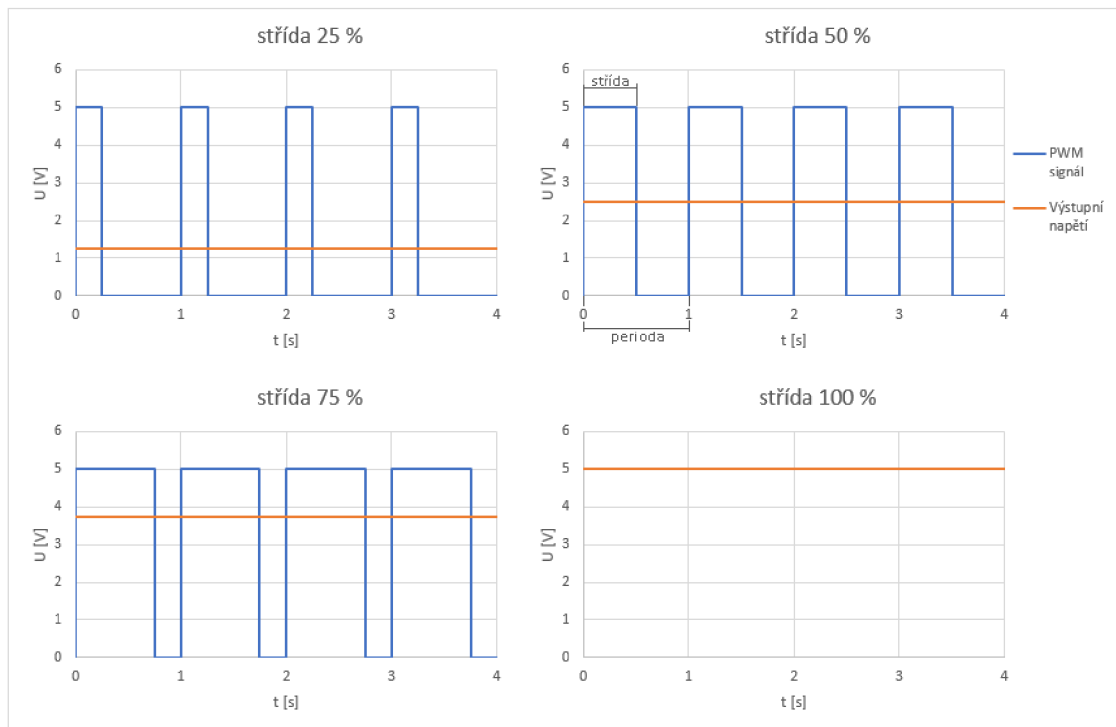 střída 25 %
6
5
4
3
2
1
0
U [V]
0 1 2 3 4
t [s]
střída 50 %
střída
6
5
4
3
2
1
0
U [V]
0 1 2 3 4
perioda
t [s]
PWM
signál
Výstupní
napětí
střída 75 %
6
5
4
3
2
1
0
U [V]
0 1 2 3 4
t [s]
střída 100 %
6
5
4
3
2
1
0
U [V]
0 1 2 3 4
t [s]